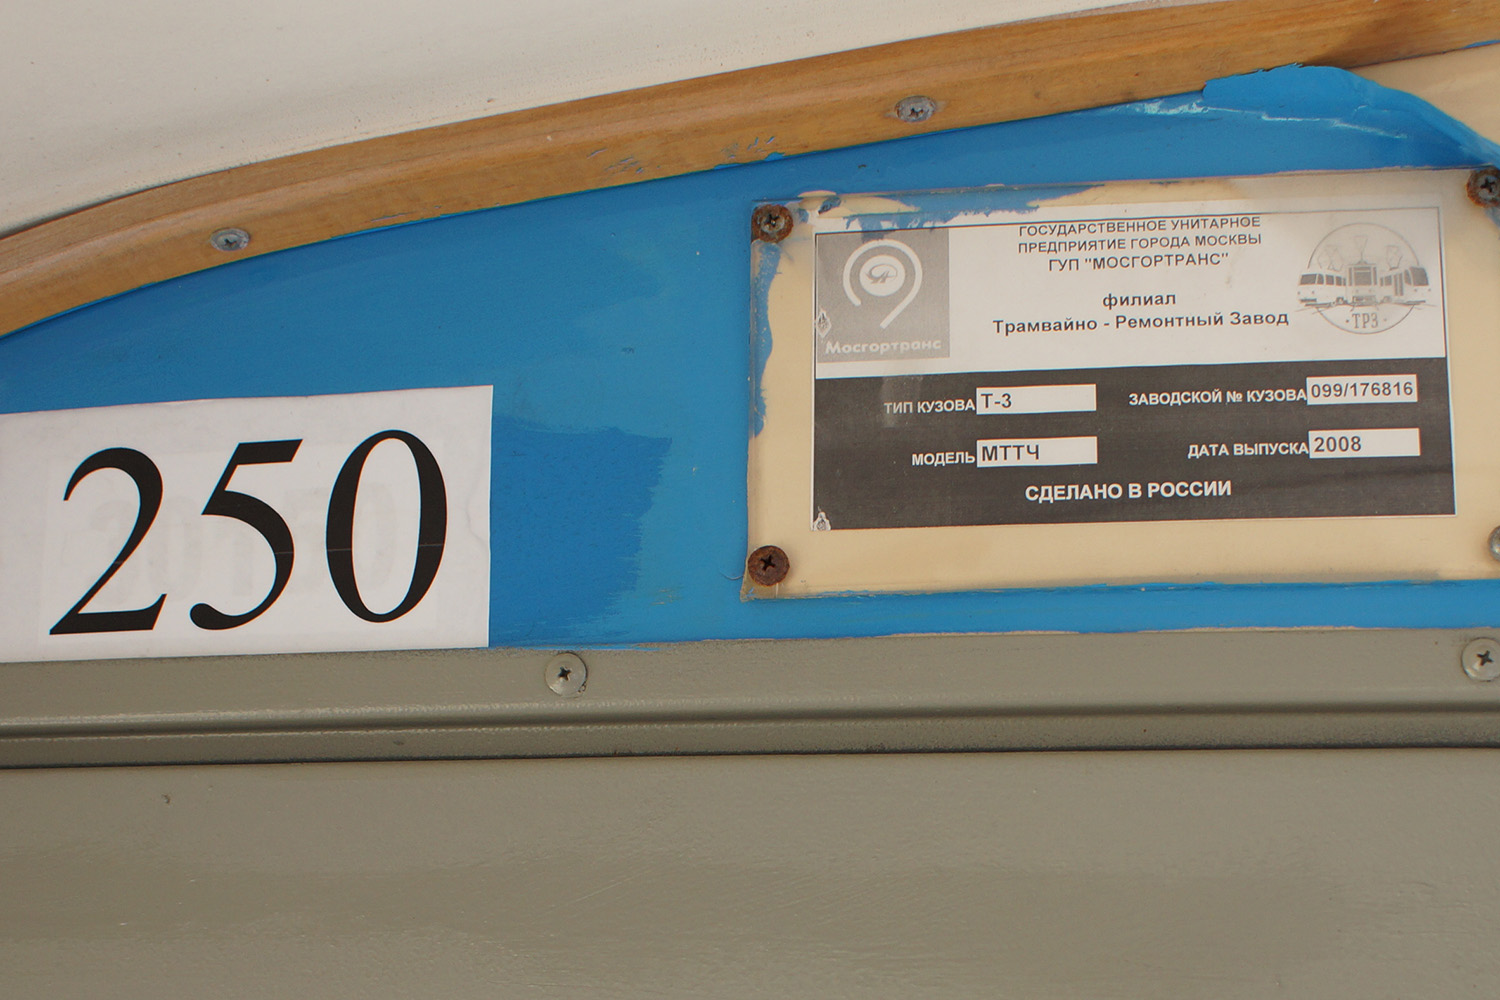 250
ГОСУДАРСТВЕННОЕ УНИТАРНОЕ
ПРЕДПРИЯТИЕ ГОРОДА МОСКВЫ
ГУП "МОСГОРТРАНС"
филиал
Трамвайно - Ремонтный Завод
Мосгортранс
·ТРЗ·
ТИП КУЗОВА Т-3
ЗАВОДСКОЙ № КУЗОВА 099/176816
МОДЕЛЬ МТТЧ
ДАТА ВЫПУСКА 2008
СДЕЛАНО В РОССИИ